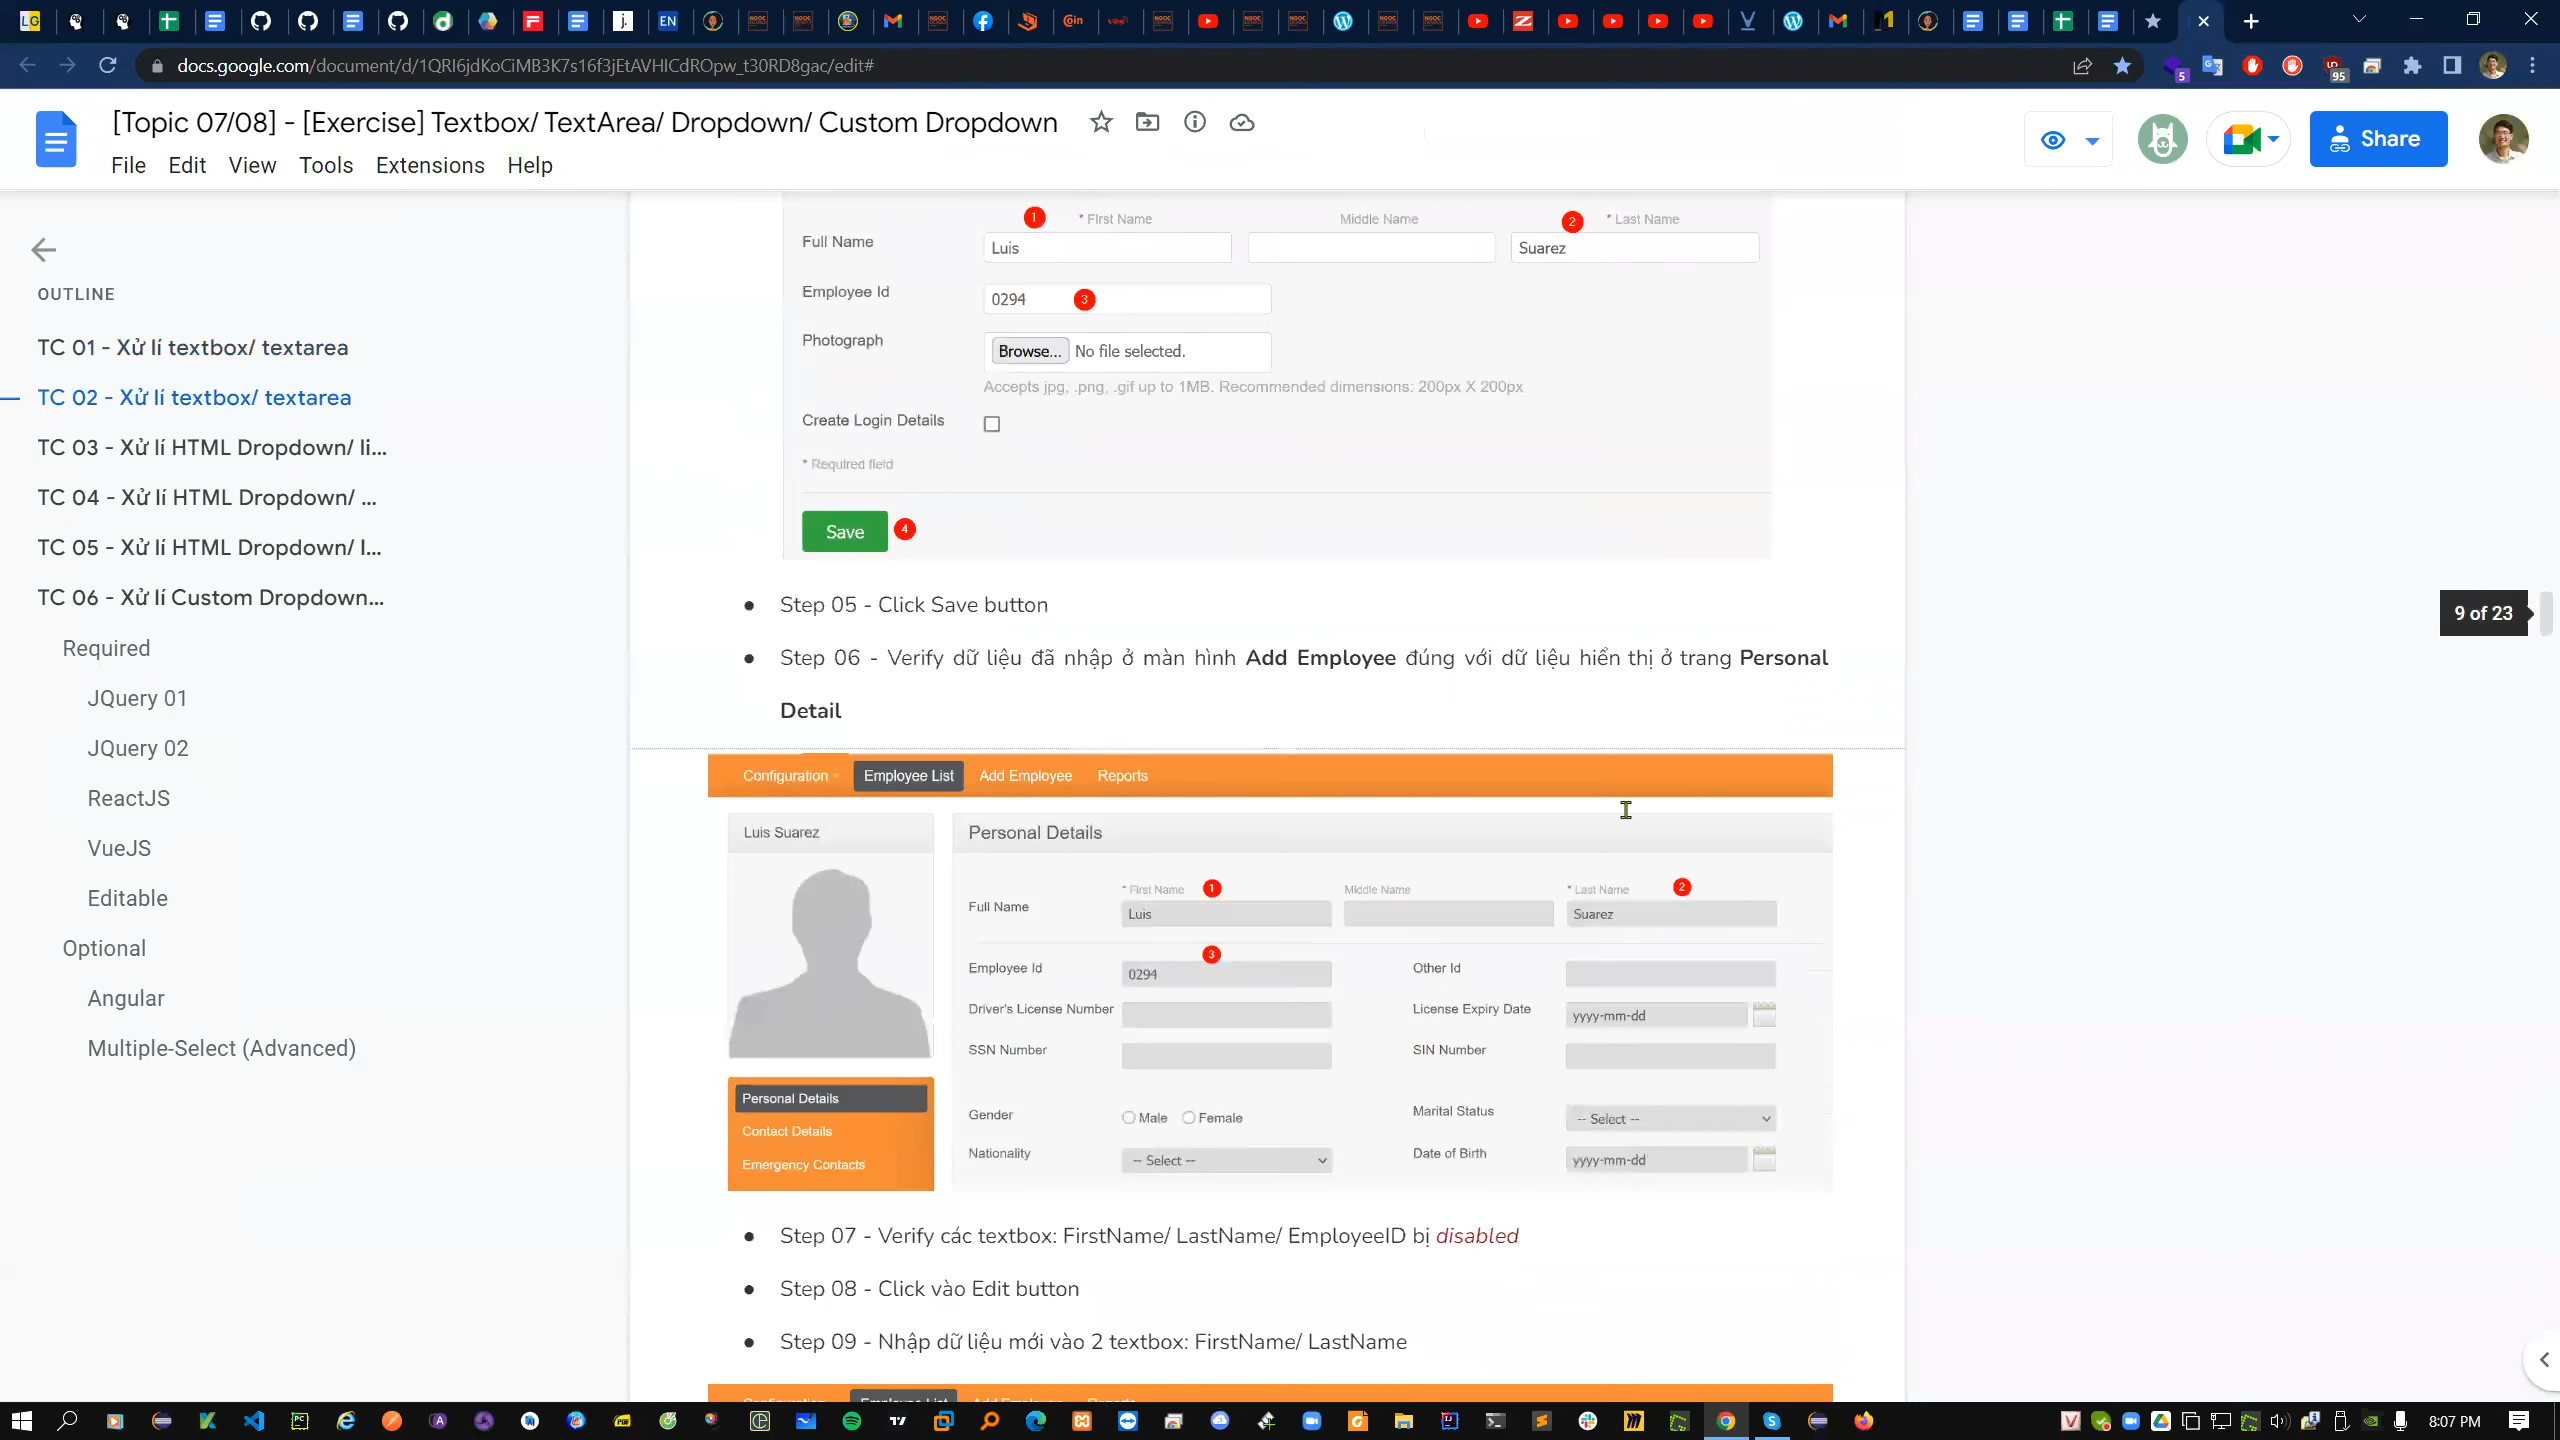 docs.google.com/document/d/1QRI6jdKoCiMB3K7s16f3jEtAVHICdROpw_t30RD8gac/edit#
5
95
[Topic 07/08] - [Exercise] Textbox/ TextArea/ Dropdown/ Custom Dropdown
File Edit View Tools Extensions Help
Share
OUTLINE
TC 01 - Xử lí textbox/ textarea
TC 02 - Xử lí textbox/ textarea
TC 03 - Xử lí HTML Dropdown/ li...
TC 04 - Xử lí HTML Dropdown/ ...
TC 05 - Xử lí HTML Dropdown/ l...
TC 06 - Xử lí Custom Dropdown...
Required
JQuery 01
JQuery 02
ReactJS
VueJS
Editable
Optional
Angular
Multiple-Select (Advanced)
1 * First Name Middle Name 2 * Last Name
Full Name Luis Suarez
Employee Id 0294 3
Photograph Browse... No file selected.
Accepts jpg, .png, .gif up to 1MB. Recommended dimensions: 200px X 200px
Create Login Details
* Required field
Save 4
● Step 05 - Click Save button
● Step 06 - Verify dữ liệu đã nhập ở màn hình Add Employee đúng với dữ liệu hiển thị ở trang Personal
Detail
Configuration Employee List Add Employee Reports
Luis Suarez
Personal Details
* First Name 1 Middle Name * Last Name 2
Full Name Luis Suarez
3
Employee Id 0294 Other Id
Driver's License Number License Expiry Date yyyy-mm-dd
SSN Number SIN Number
Gender Male Female Marital Status -- Select --
Nationality -- Select -- Date of Birth yyyy-mm-dd
Personal Details
Contact Details
Emergency Contacts
● Step 07 - Verify các textbox: FirstName/ LastName/ EmployeeID bị disabled
● Step 08 - Click vào Edit button
● Step 09 - Nhập dữ liệu mới vào 2 textbox: FirstName/ LastName
9 of 23
8:07 PM